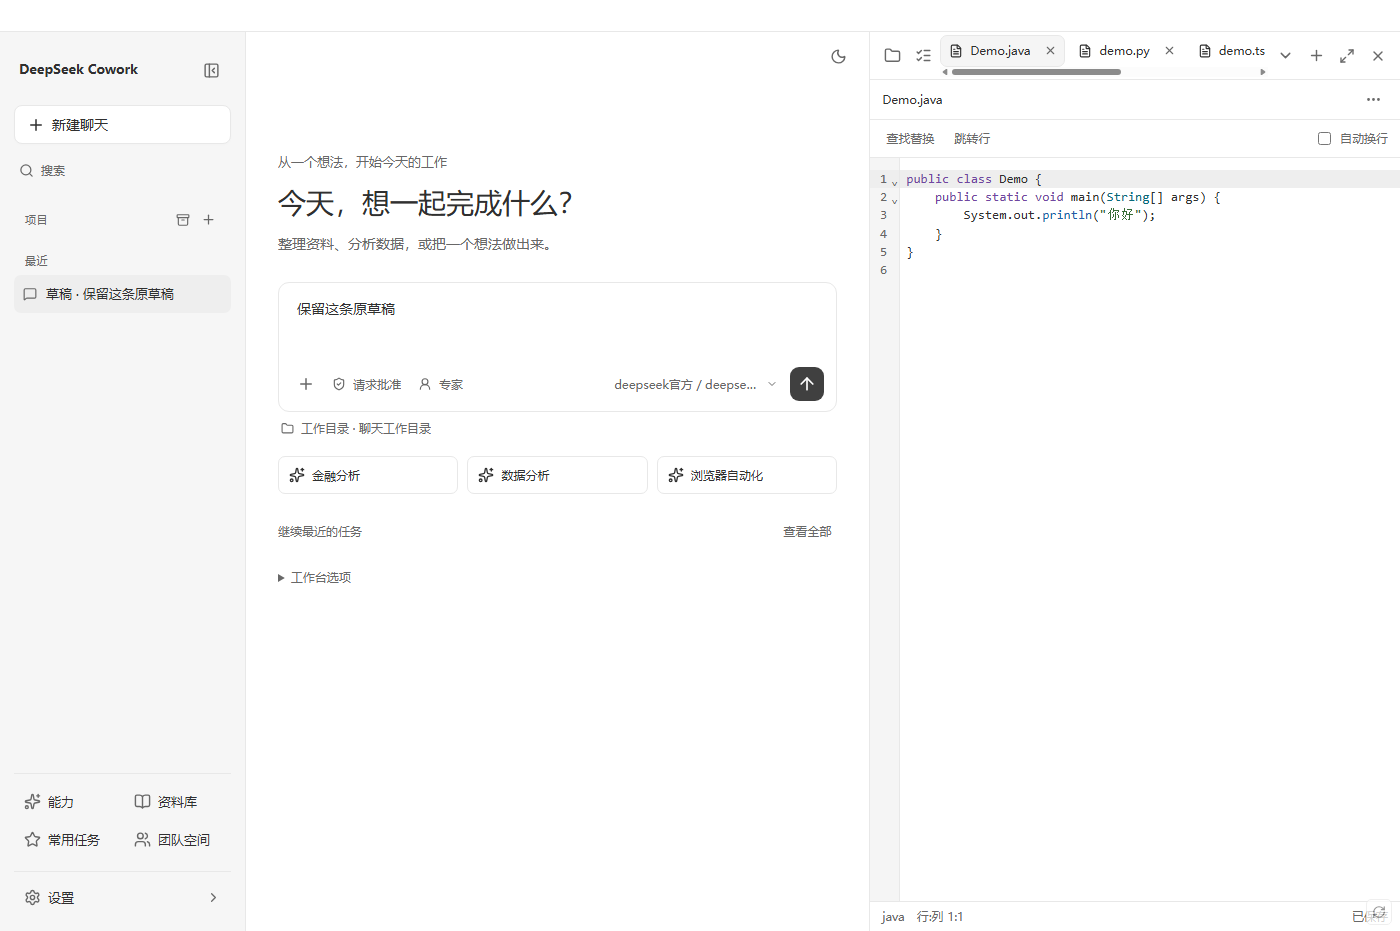 DeepSeek Cowork
新建聊天
搜索
项目
最近
草稿 · 保留这条原草稿
能力
资料库
常用任务
团队空间
设置
从一个想法，开始今天的工作
今天，想一起完成什么？
整理资料、分析数据，或把一个想法做出来。
保留这条原草稿
请求批准
专家
deepseek官方 / deepse...
工作目录 · 聊天工作目录
金融分析
数据分析
浏览器自动化
继续最近的任务
查看全部
工作台选项
Demo.java
demo.py
demo.ts
Demo.java
查找替换
跳转行
自动换行
1 public class Demo {
2 public static void main(String[] args) {
3 System.out.println("你好");
4 }
5 }
6
java
行:列 1:1